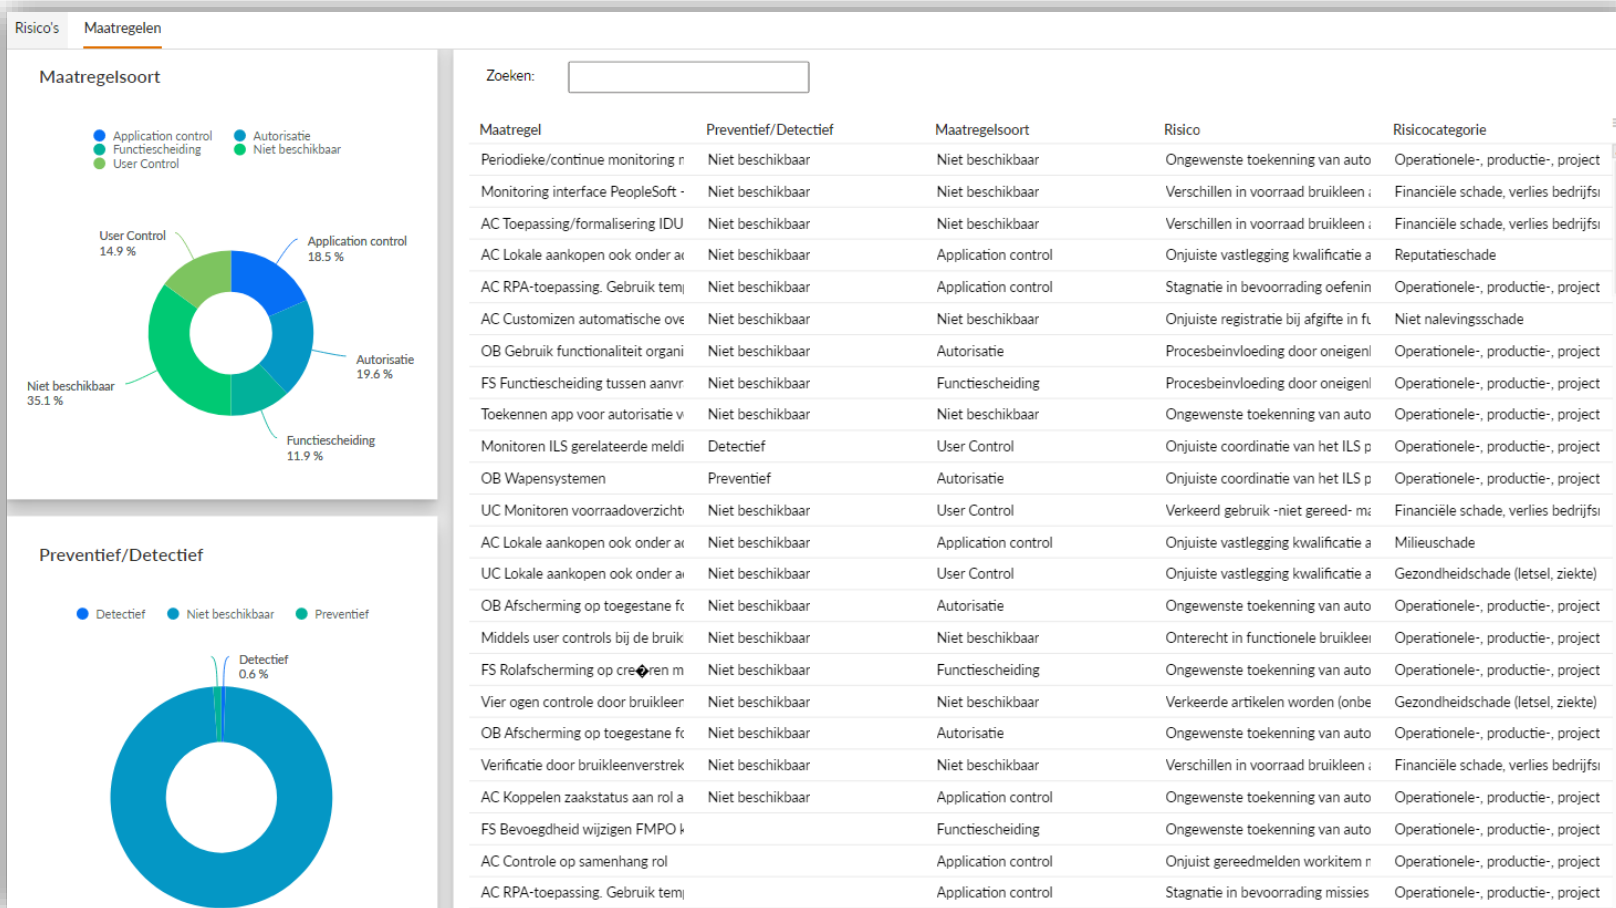 Risico's Maatregelen
Maatregelsoort
Application control Autorisatie
Functiescheiding Niet beschikbaar
User Control
User Control
14.9 %
Application control
18.5 %
Autorisatie
19.6 %
Niet beschikbaar
35.1 %
Functiescheiding
11.9 %
Preventief/Detectief
Detectief Niet beschikbaar Preventief
Detectief
0.6 %
Zoeken:
Maatregel Preventief/Detectief Maatregelsoort Risico Risicocategorie
Periodieke/continue monitoring Niet beschikbaar Niet beschikbaar Ongewenste toekenning van auto Operationele-, productie-, project
Monitoring interface PeopleSoft - Niet beschikbaar Niet beschikbaar Verschillen in voorraad bruikleen Financiële schade, verlies bedrijfs
AC Toepassing/formalisering IDU Niet beschikbaar Niet beschikbaar Verschillen in voorraad bruikleen Financiële schade, verlies bedrijfs
AC Lokale aankopen ook onder Niet beschikbaar Application control Onjuiste vastlegging kwalificatie a Reputatieschade
AC RPA-toepassing. Gebruik tem Niet beschikbaar Application control Stagnatie in bevoorrading oefenin Operationele-, productie-, project
AC Customizen automatische ove Niet beschikbaar Niet beschikbaar Onjuiste registratie bij afgifte in Niet nalevingsschade
OB Gebruik functionaliteit organi Niet beschikbaar Autorisatie Procesbeinvloeding door oneigenl Operationele-, productie-, project
FS Functiescheiding tussen aanvr Niet beschikbaar Functiescheiding Procesbeinvloeding door oneigenl Operationele-, productie-, project
Toekennen app voor autorisatie Niet beschikbaar Niet beschikbaar Ongewenste toekenning van auto Operationele-, productie-, project
Monitoren ILS gerelateerde meldi Detectief User Control Onjuiste coordinatie van het ILS p Operationele-, productie-, project
OB Wapensystemen Preventief Autorisatie Onjuiste coordinatie van het ILS p Operationele-, productie-, project
UC Monitoren voorraadoverzicht Niet beschikbaar User Control Verkeerd gebruik -niet gereed- Financiële schade, verlies bedrijfs
AC Lokale aankopen ook onder Niet beschikbaar Application control Onjuiste vastlegging kwalificatie a Milieuschade
UC Lokale aankopen ook onder Niet beschikbaar User Control Onjuiste vastlegging kwalificatie a Gezondheidschade (letsel, ziekte)
OB Afscherming op toegestane Niet beschikbaar Autorisatie Ongewenste toekenning van auto Operationele-, productie-, project
Middels user controls bij de bruik Niet beschikbaar Niet beschikbaar Onterecht in functionele bruiklee Operationele-, productie-, project
FS Rolafscherming op cre�ren m Niet beschikbaar Functiescheiding Ongewenste toekenning van auto Operationele-, productie-, project
Vier ogen controle door bruikleen Niet beschikbaar Niet beschikbaar Verkeerde artikelen worden (onbe Gezondheidschade (letsel, ziekte)
OB Afscherming op toegestane Niet beschikbaar Autorisatie Ongewenste toekenning van auto Operationele-, productie-, project
Verificatie door bruikleenverstrek Niet beschikbaar Niet beschikbaar Verschillen in voorraad bruikleen Financiële schade, verlies bedrijfs
AC Koppelen zaakstatus aan rol a Niet beschikbaar Application control Ongewenste toekenning van auto Operationele-, productie-, project
FS Bevoegdheid wijzigen FMPO Functiescheiding Ongewenste toekenning van auto Operationele-, productie-, project
AC Controle op samenhang rol Application control Onjuist gereedmelden workitem Operationele-, productie-, project
AC RPA-toepassing. Gebruik tem Application control Stagnatie in bevoorrading missies Operationele-, productie-, project